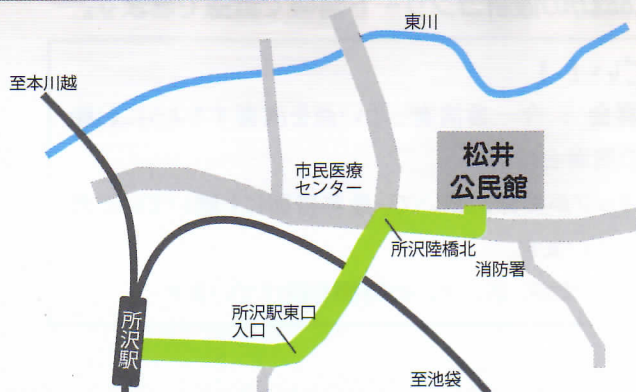 東川
至本川越
市民医療
センター
松井
公民館
所沢陸橋北
消防署
所沢駅東口
入口
所沢駅
至池袋